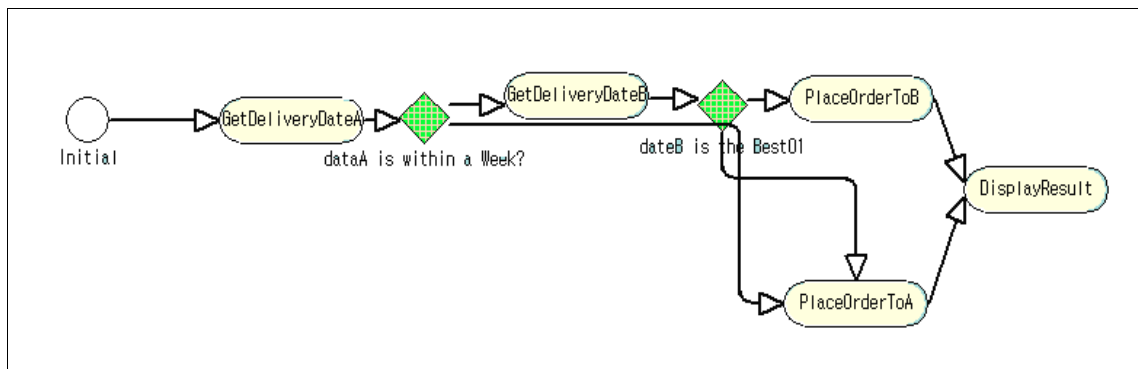 Initial
GetDeliveryDateA
dataA is within a Week?
GetDeliveryDateB
dateB is the Best01
PlaceOrderToB
PlaceOrderToA
DisplayResult